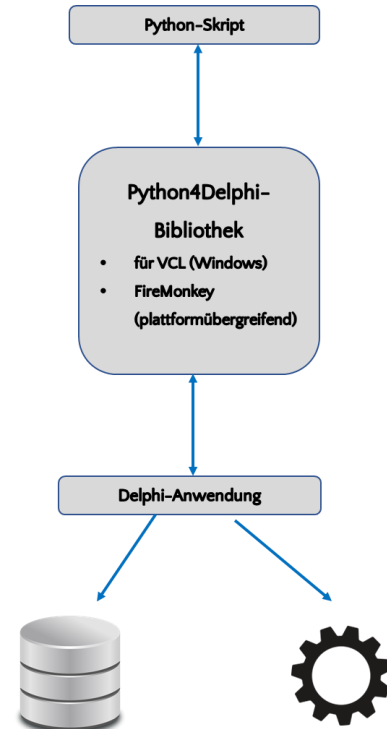 Python-Skript
Python4Delphi-
Bibliothek
• für VCL (Windows)
• FireMonkey
(plattformübergreifend)
Delphi-Anwendung